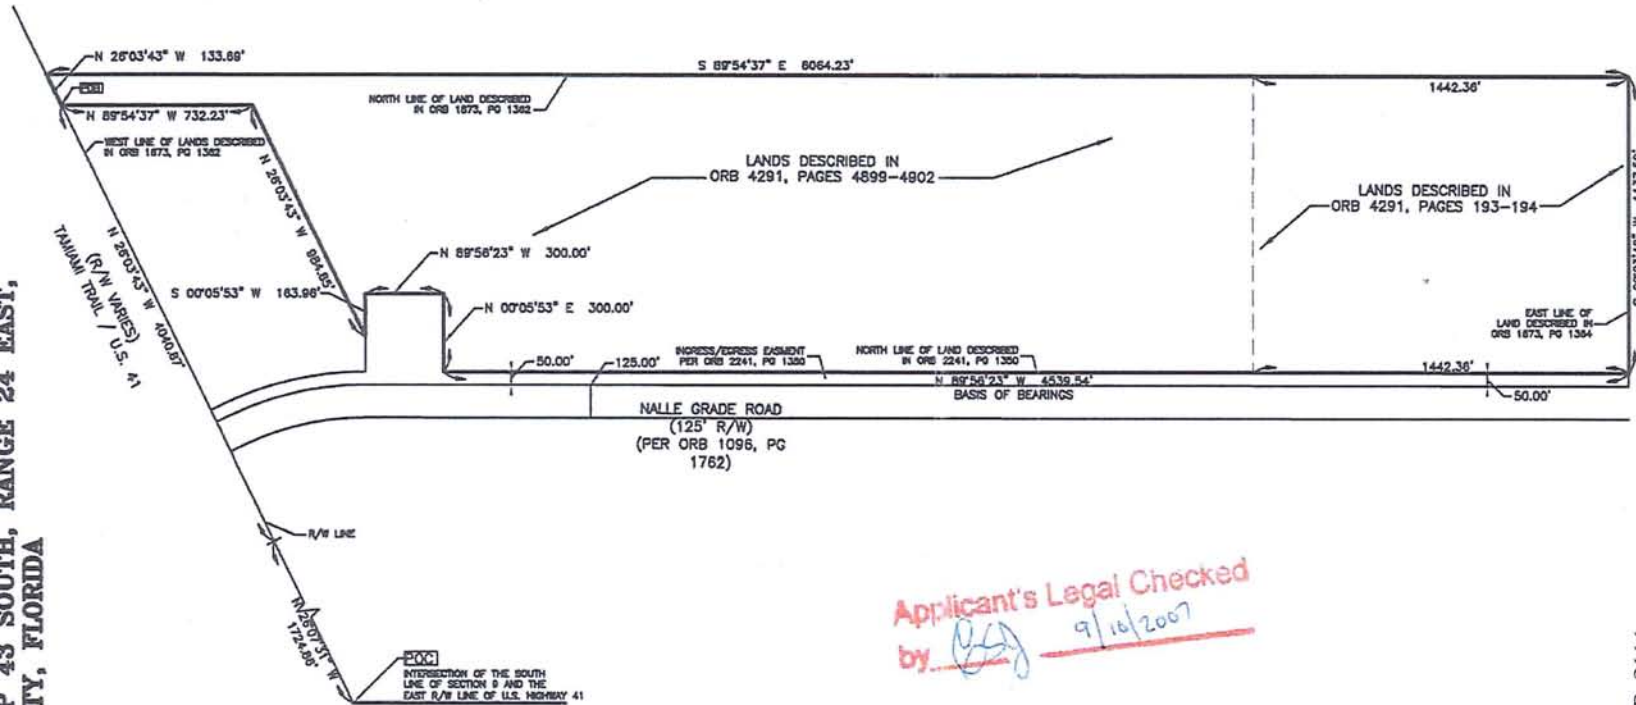 N 26°03'43" W 133.69'
POB
N 89°54'37" W 732.23'
WEST LINE OF LANDS DESCRIBED
IN ORB 1673, PG 1362
S 89°54'37" E 6064.23'
NORTH LINE OF LAND DESCRIBED
IN ORB 1673, PG 1362
1442.36'
LANDS DESCRIBED IN
ORB 4291, PAGES 4899-4902
LANDS DESCRIBED IN
ORB 4291, PAGES 193-194
N 26°03'43" W 984.85'
N 26°03'43" W 4040.87'
(R/W VARIES)
TAMIAMI TRAIL / U.S. 41
N 89°56'23" W 300.00'
S 00°05'53" W 163.96'
N 00°05'53" E 300.00'
EAST LINE OF
LAND DESCRIBED IN
ORB 1673, PG 1364
50.00'
125.00'
INGRESS/EGRESS EASMENT
PER ORB 2241, PG 1350
NORTH LINE OF LAND DESCRIBED
IN ORB 2241, PG 1350
1442.36'
N 89°56'23" W 4539.54'
BASIS OF BEARINGS
50.00'
NALLE GRADE ROAD
(125' R/W)
(PER ORB 1096, PG
1762)
R/W LINE
N 26°07'31" W
1724.86'
POC
INTERSECTION OF THE SOUTH
LINE OF SECTION 9 AND THE
EAST R/W LINE OF U.S. HIGHWAY 41
P 43 SOUTH, RANGE 24 EAST,
TY, FLORIDA
Applicant's Legal Checked
by 9/10/2007